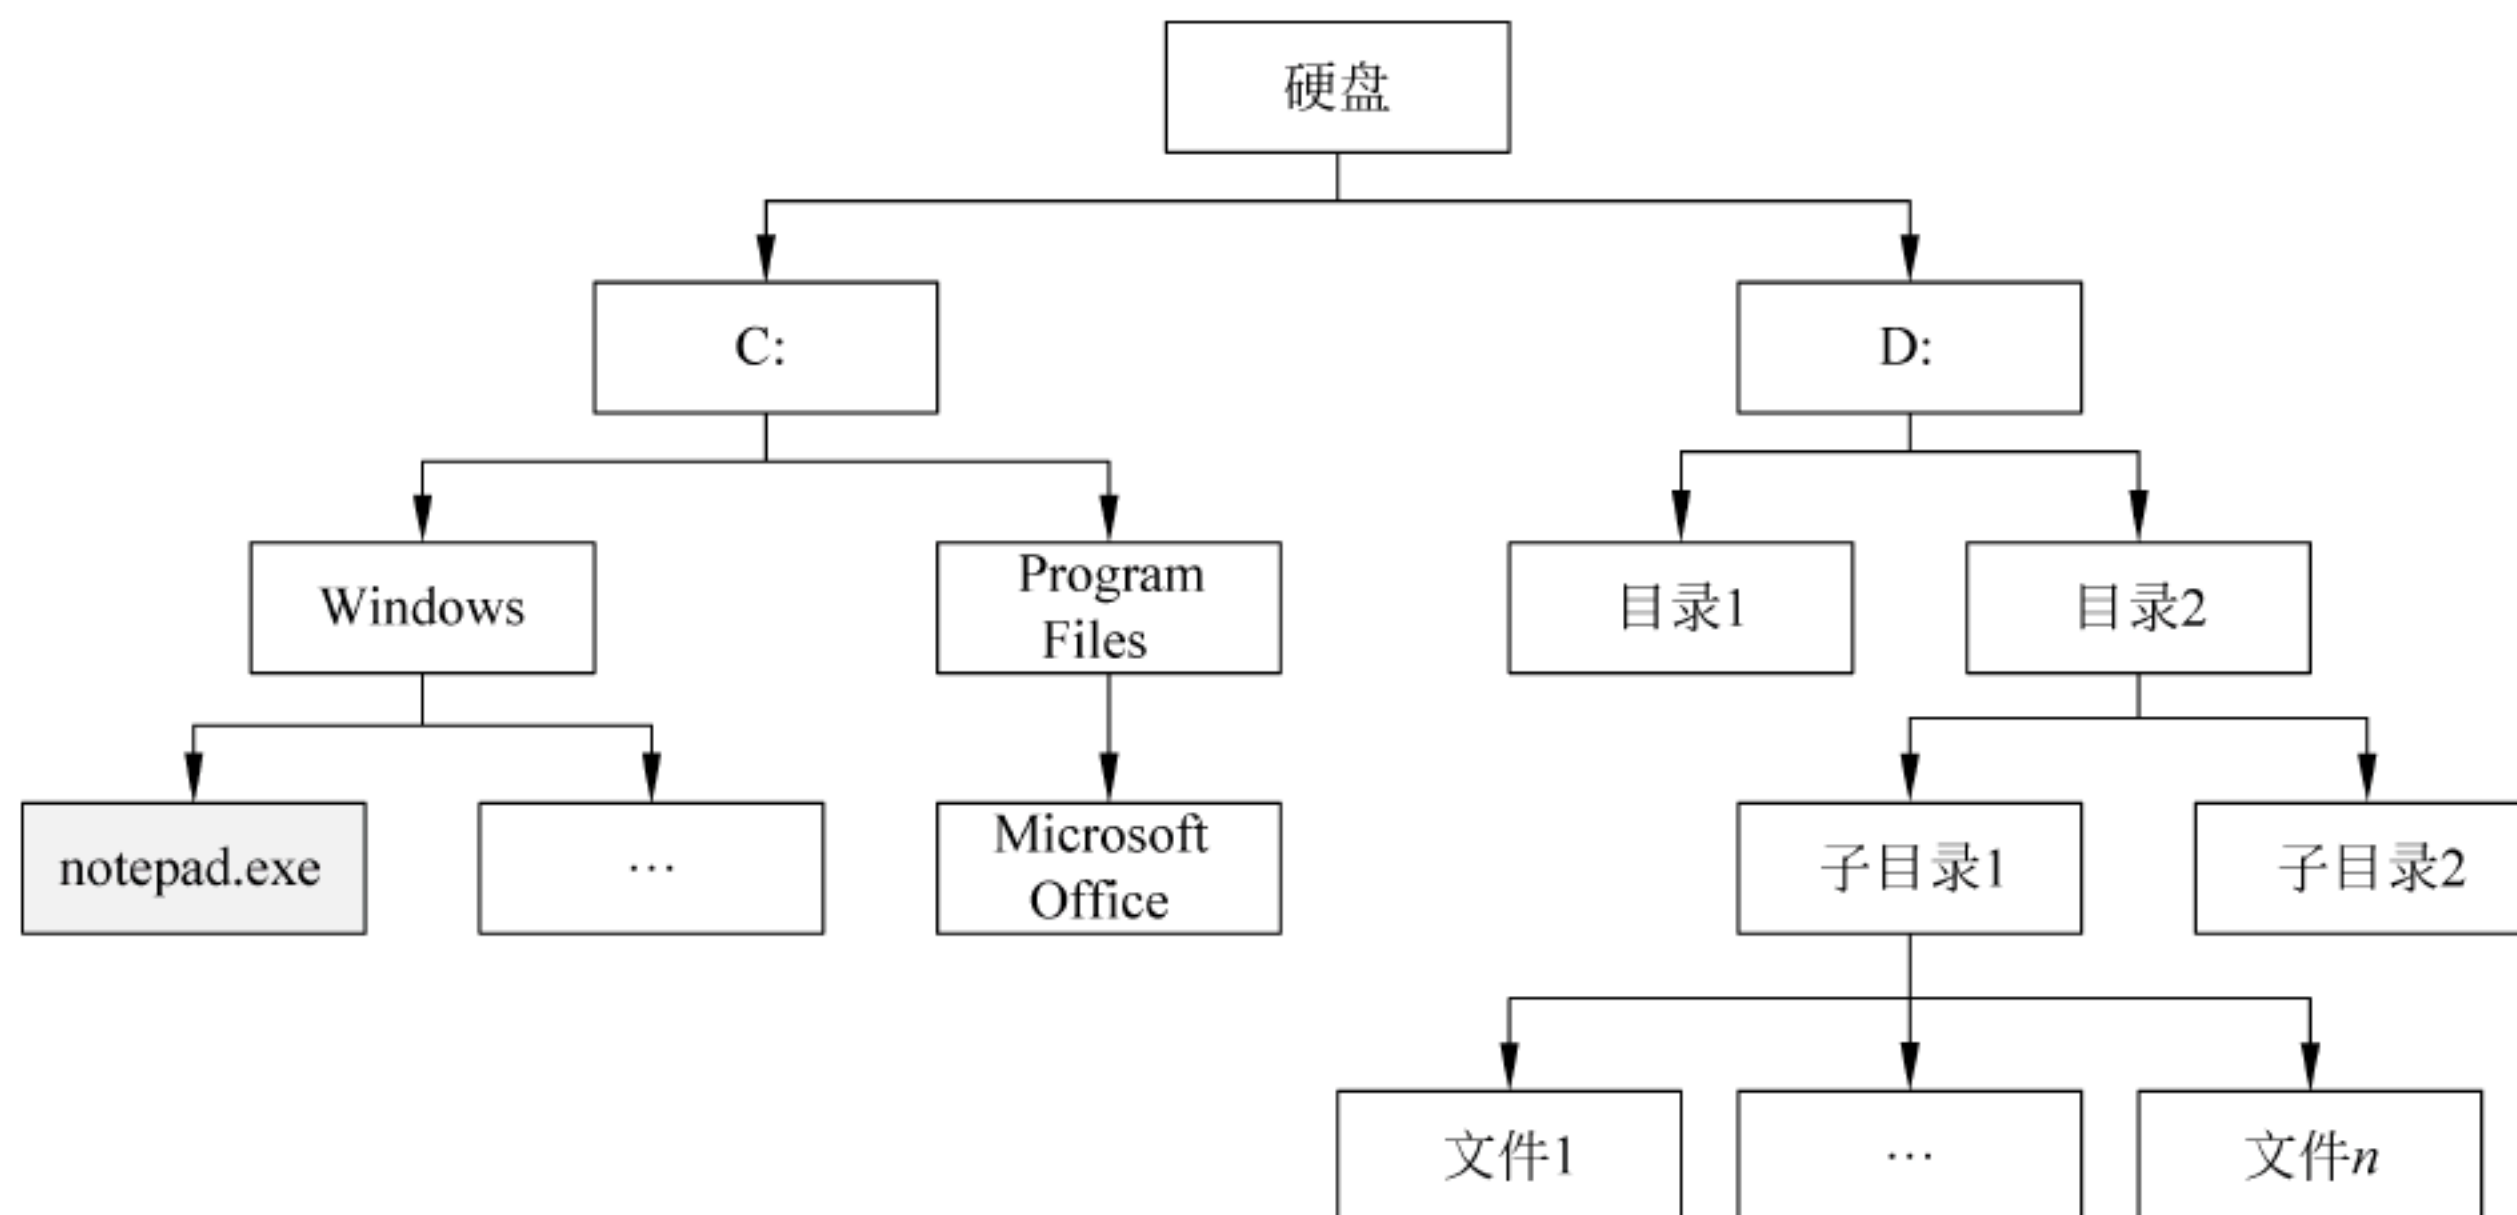 硬盘
C:
D:
Windows
Program
Files
目录1
目录2
notepad.exe
…
Microsoft
Office
子目录1
子目录2
文件1
…
文件n